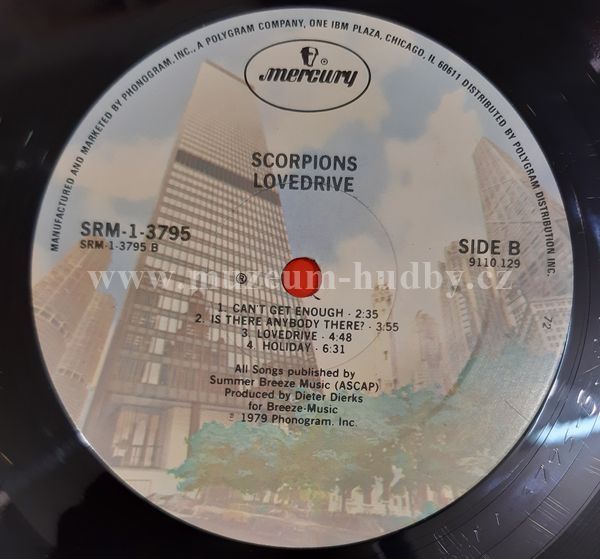 MANUFACTURED AND MARKETED BY PHONOGRAM, INC., A POLYGRAM COMPANY, ONE IBM PLAZA, CHICAGO, IL 60611 DISTRIBUTED BY POLYGRAM DISTRIBUTION INC.
mercury ®
SCORPIONS
LOVEDRIVE
SRM-1-3795
SRM-1-3795 B
SIDE B
9110.129
www.muzeum-hudby.cz
℗
1. CAN'T GET ENOUGH · 2:35
2. IS THERE ANYBODY THERE? · 3:55
3. LOVEDRIVE · 4:48
4. HOLIDAY · 6:31
72
All Songs published by
Summer Breeze Music (ASCAP)
Produced by Dieter Dierks
for Breeze-Music
℗ 1979 Phonogram. Inc.